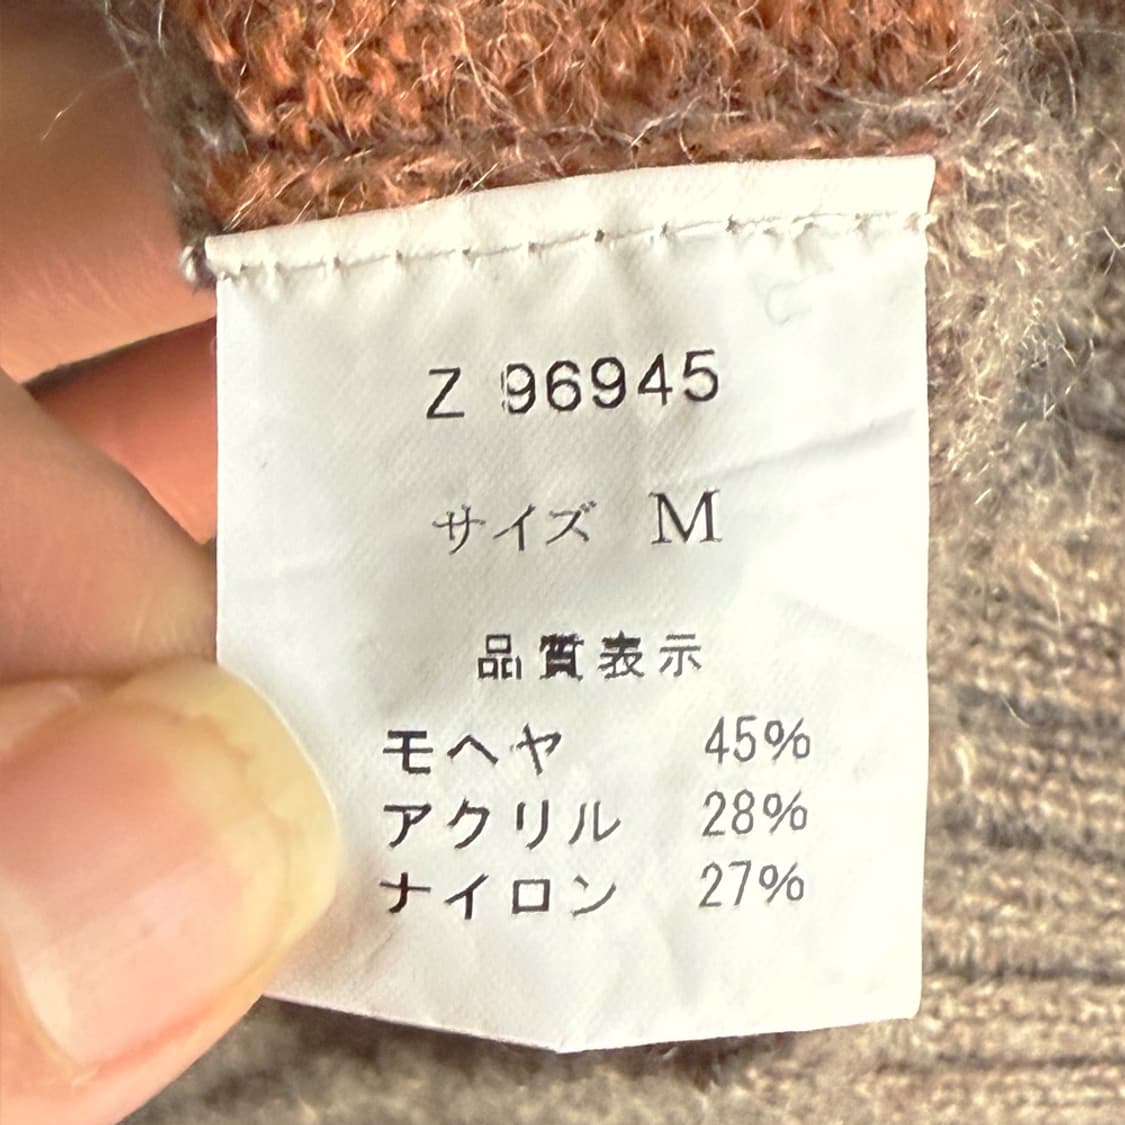 Z 96945
サイズ M
品質表示
モヘヤ 45%
アクリル 28%
ナイロン 27%